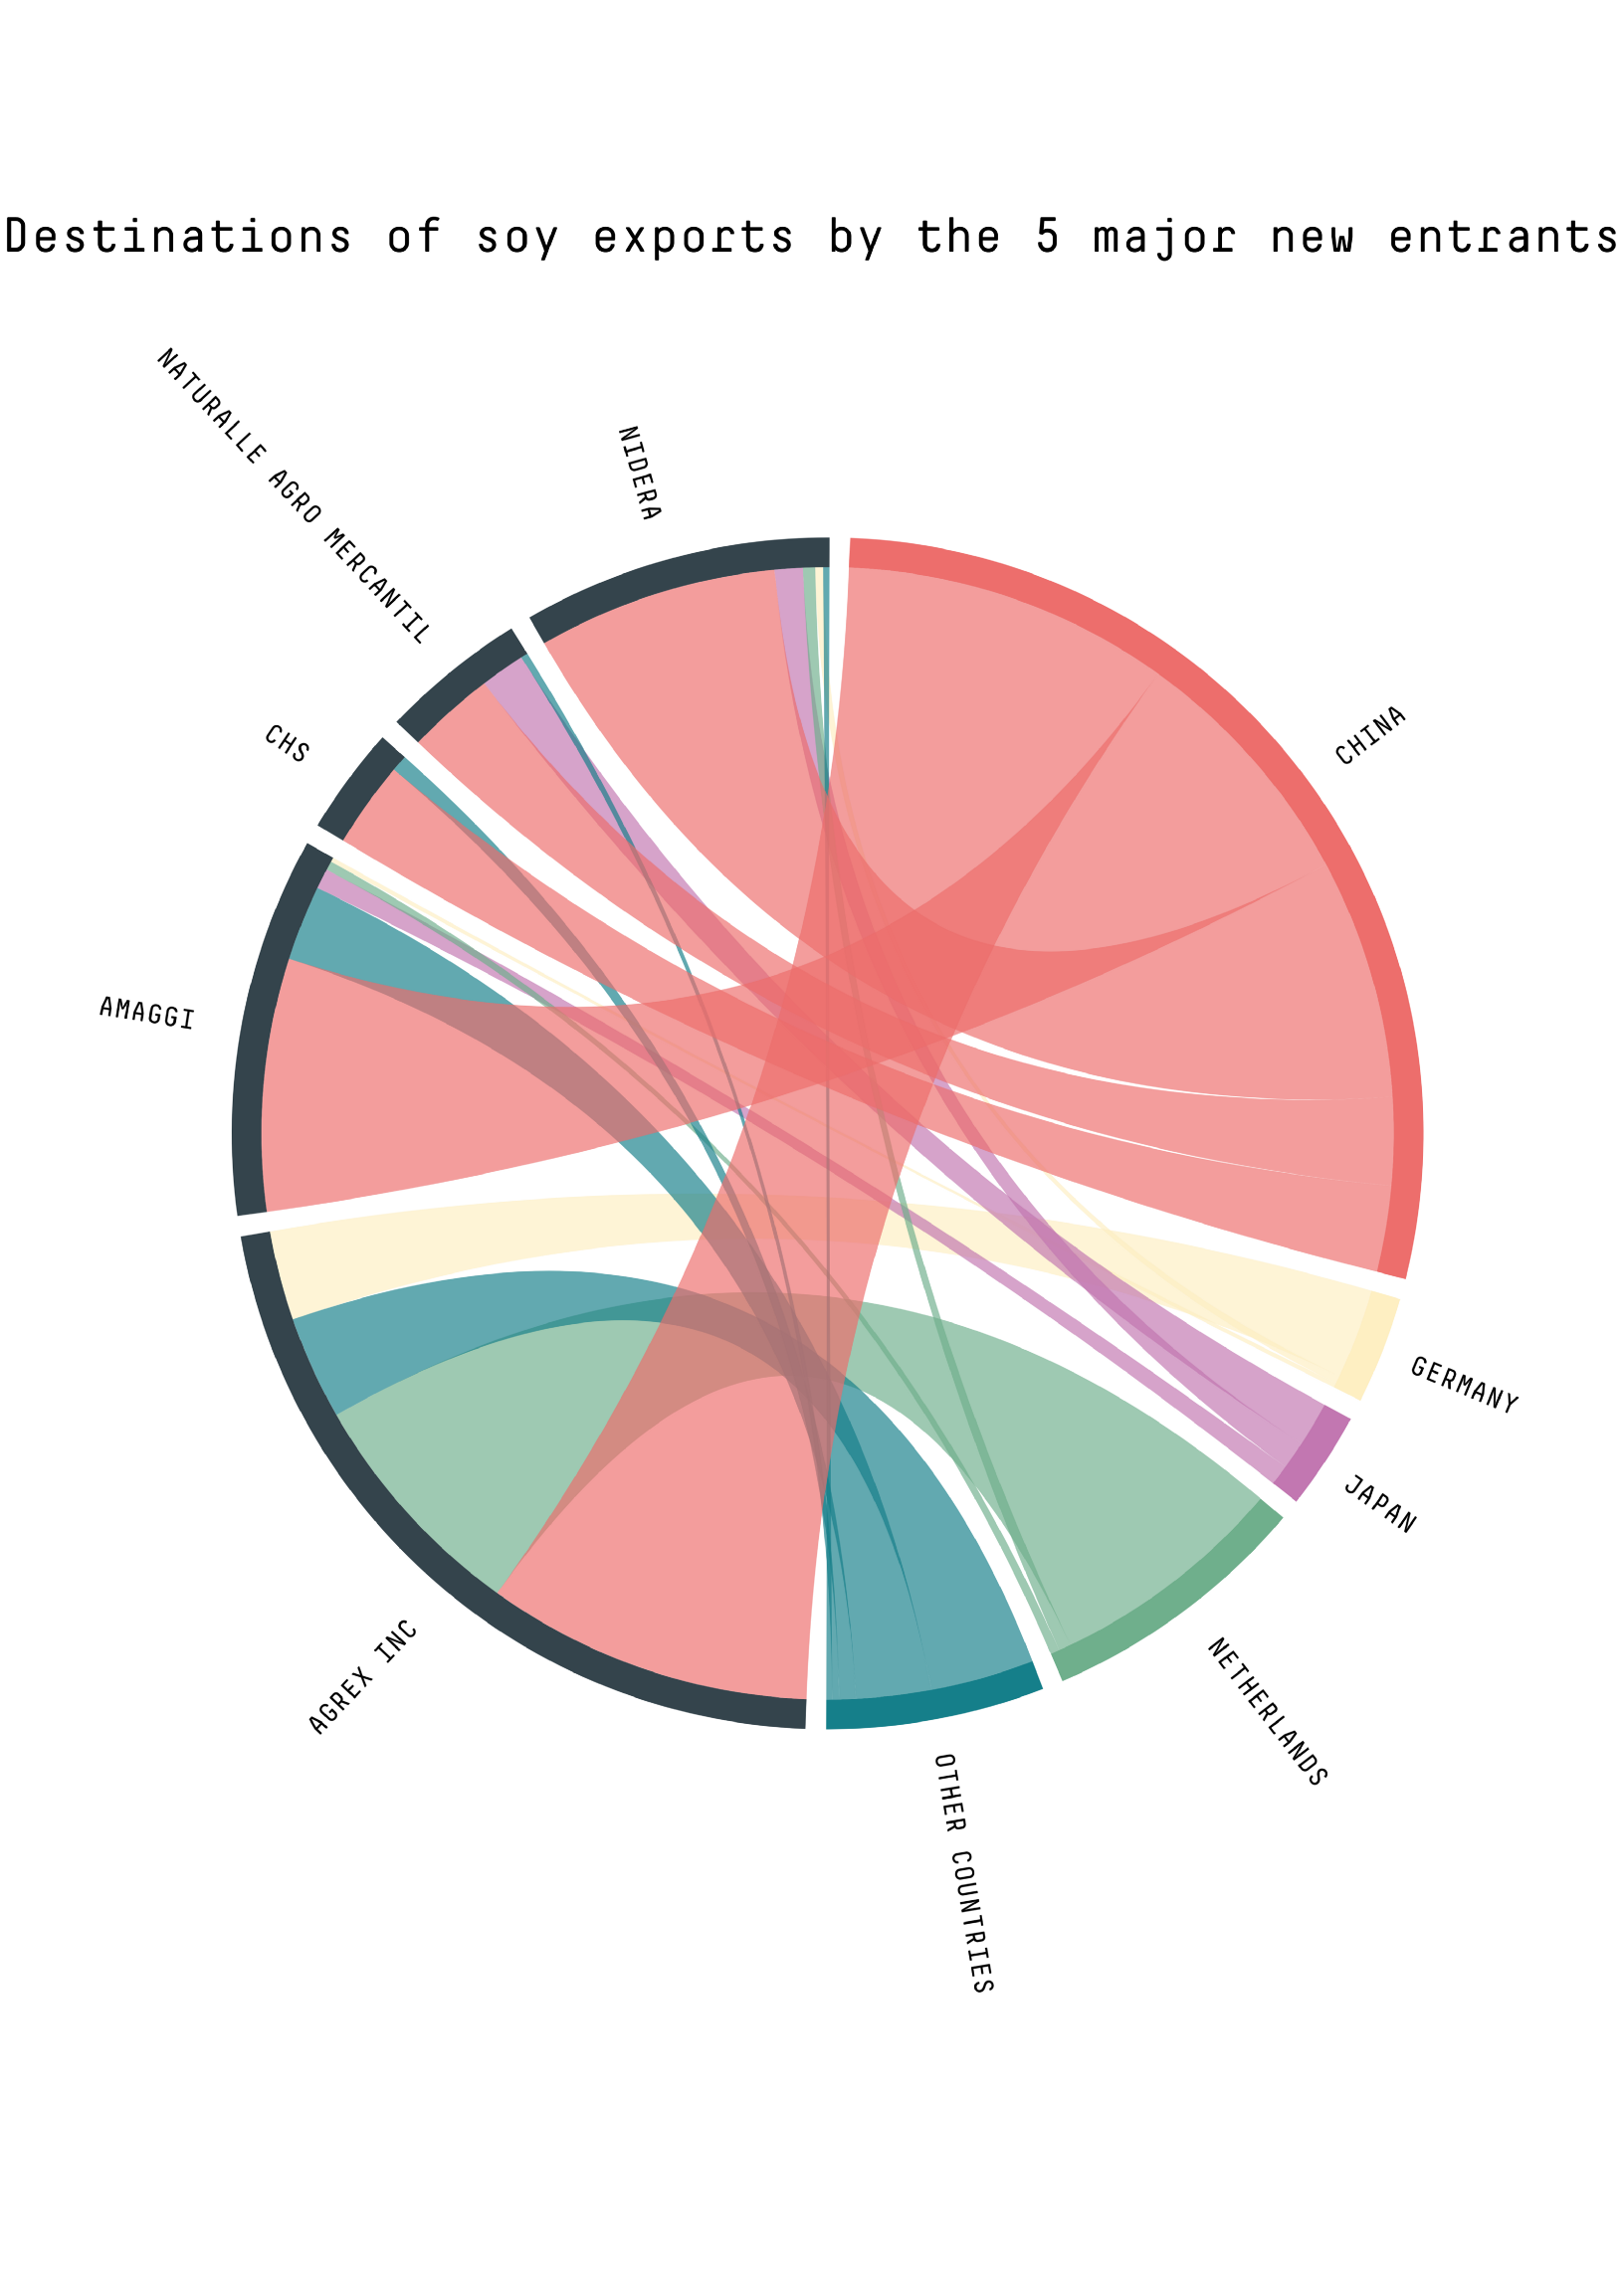 Destinations of soy exports by the 5 major new entrants
NATURALLE AGRO MERCANTIL
NIDERA
CHINA
CHS
AMAGGI
GERMANY
JAPAN
AGREX INC
NETHERLANDS
OTHER COUNTRIES